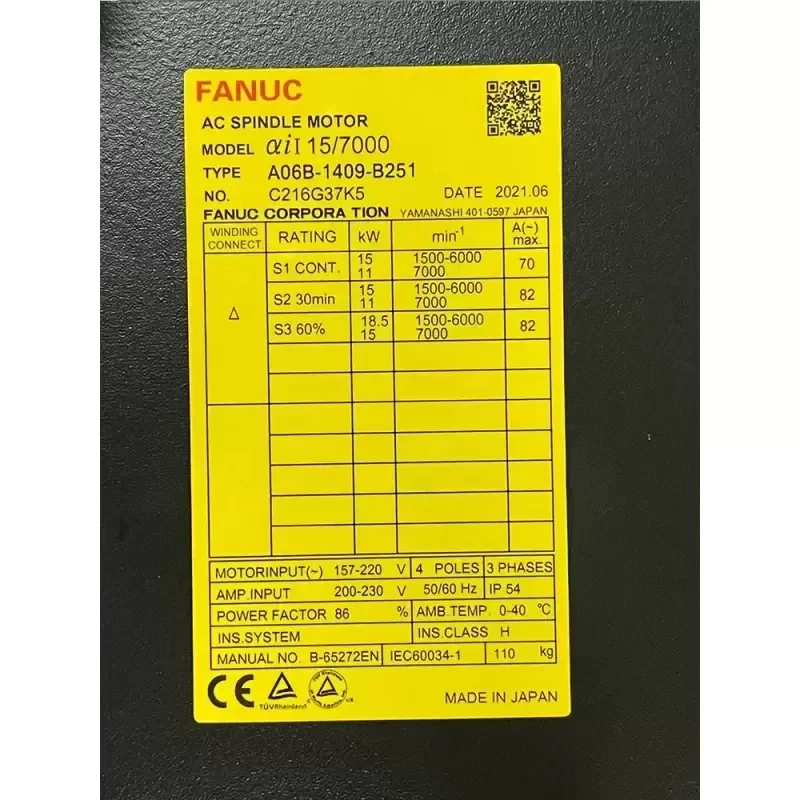 FANUC
AC SPINDLE MOTOR
MODEL αiI 15/7000
TYPE A06B-1409-B251
NO. C216G37K5 DATE 2021.06
FANUC CORPORA TION YAMANASHI 401-0597 JAPAN
WINDING CONNECT. RATING kW min-1 A(~) max.
Δ
S1 CONT. 15 1500-6000 70
11 7000
S2 30min 15 1500-6000 82
11 7000
S3 60% 18.5 1500-6000 82
15 7000
MOTORINPUT(~) 157-220 V 4 POLES 3 PHASES
AMP.INPUT 200-230 V 50/60 Hz IP 54
POWER FACTOR 86 % AMB.TEMP. 0-40 ℃
INS.SYSTEM INS.CLASS H
MANUAL NO. B-65272EN IEC60034-1 110 kg
CE TÜVRheinland
MADE IN JAPAN